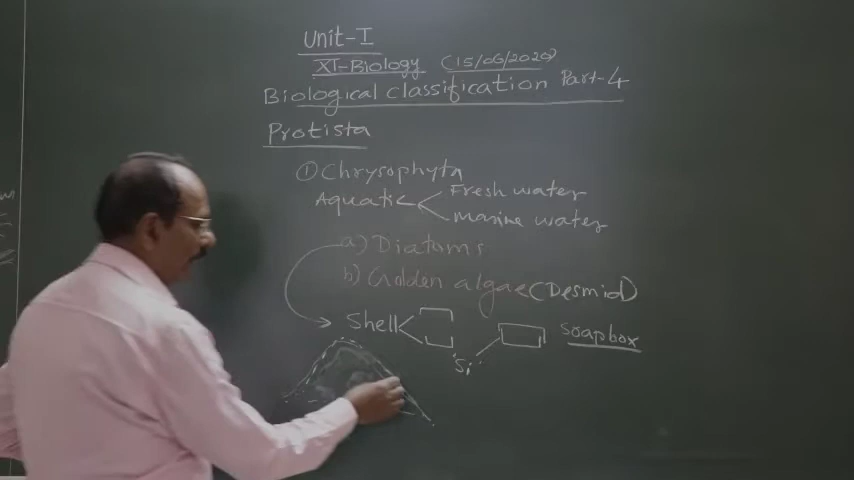 Unit-I
XI-Biology (15/06/2020)
Biological classification Part-4
Protista
① Chrysophyta
Aquatic
Fresh water
Marine water
a) Diatoms
b) Golden algae (Desmid)
Shell
Soapbox
Si